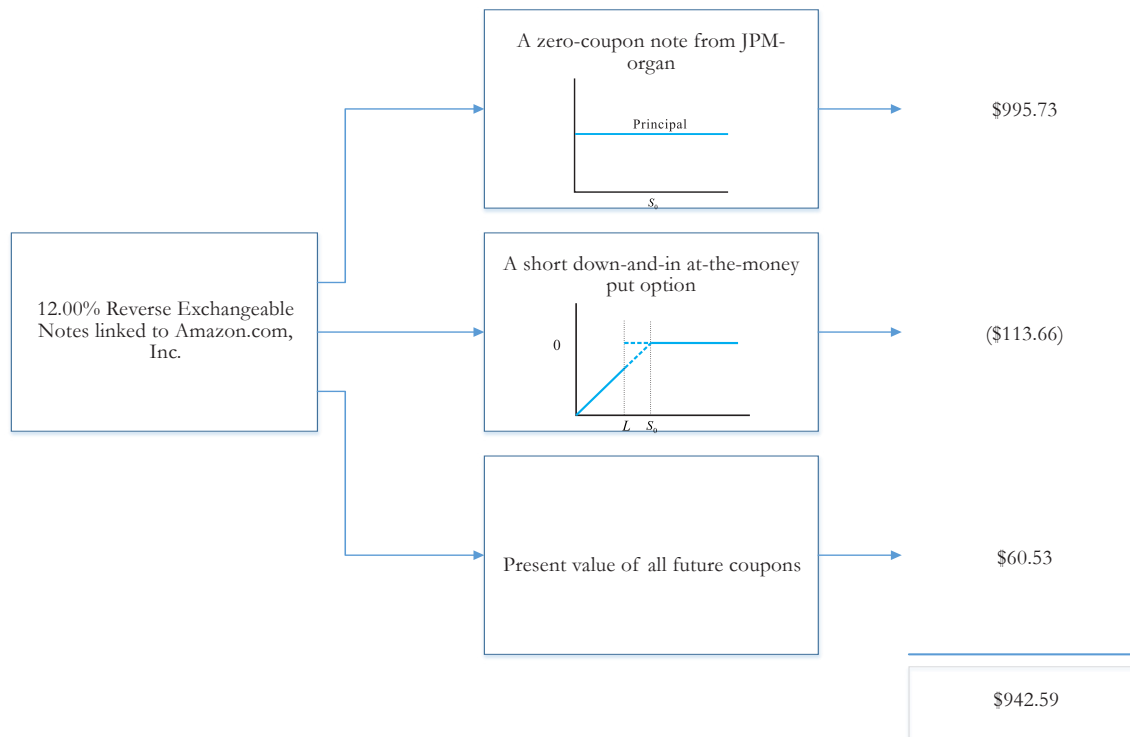 A zero-coupon note from JPM-
organ
Principal
S₀
$995.73
12.00% Reverse Exchangeable
Notes linked to Amazon.com,
Inc.
A short down-and-in at-the-money
put option
0
L S₀
($113.66)
Present value of all future coupons
$60.53
$942.59